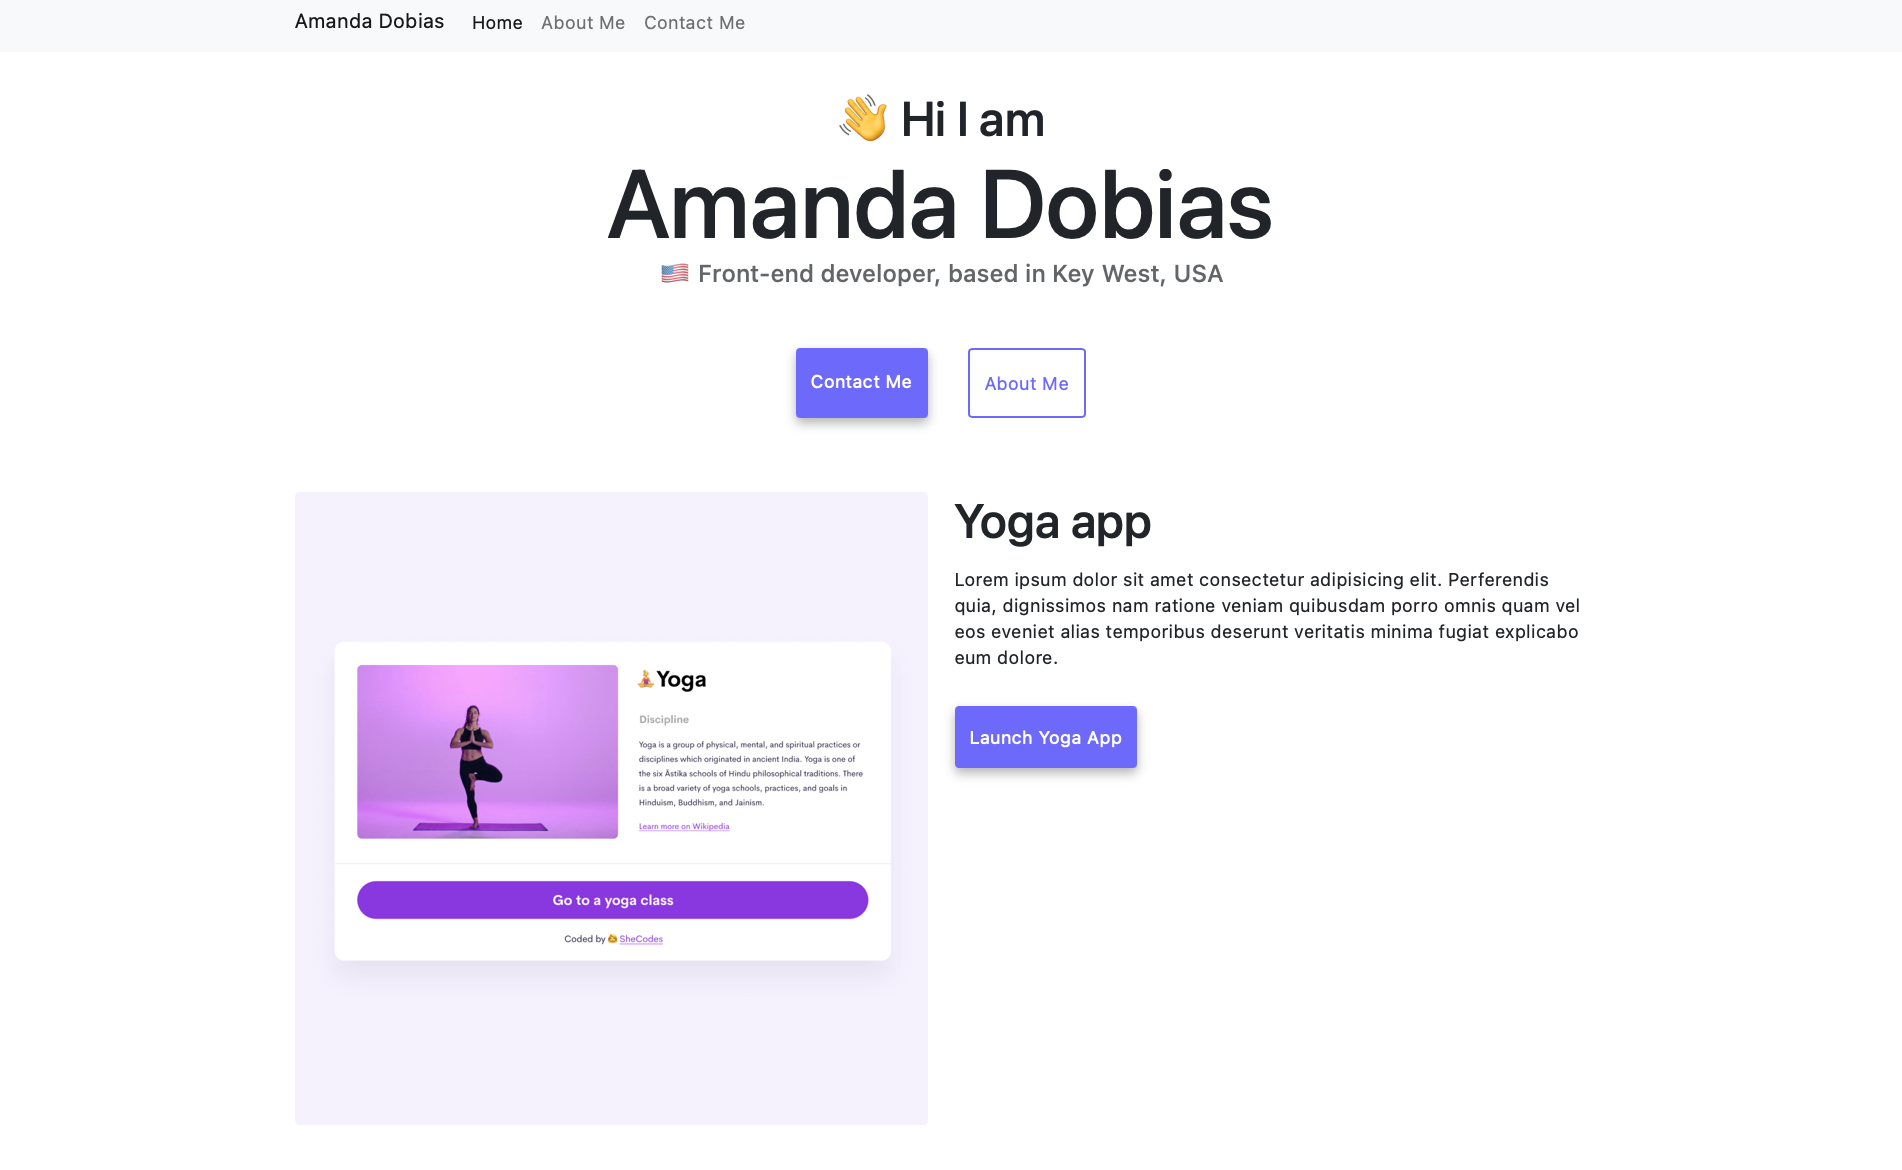 Amanda Dobias Home About Me Contact Me
👋 Hi I am
Amanda Dobias
🇺🇸 Front-end developer, based in Key West, USA
Contact Me About Me
Yoga app
Lorem ipsum dolor sit amet consectetur adipisicing elit. Perferendis
quia, dignissimos nam ratione veniam quibusdam porro omnis quam vel
eos eveniet alias temporibus deserunt veritatis minima fugiat explicabo
eum dolore.
Launch Yoga App
🧘Yoga
Discipline
Yoga is a group of physical, mental, and spiritual practices or
disciplines which originated in ancient India. Yoga is one of
the six Āstika schools of Hindu philosophical traditions. There
is a broad variety of yoga schools, practices, and goals in
Hinduism, Buddhism, and Jainism.
Learn more on Wikipedia
Go to a yoga class
Coded by SheCodes